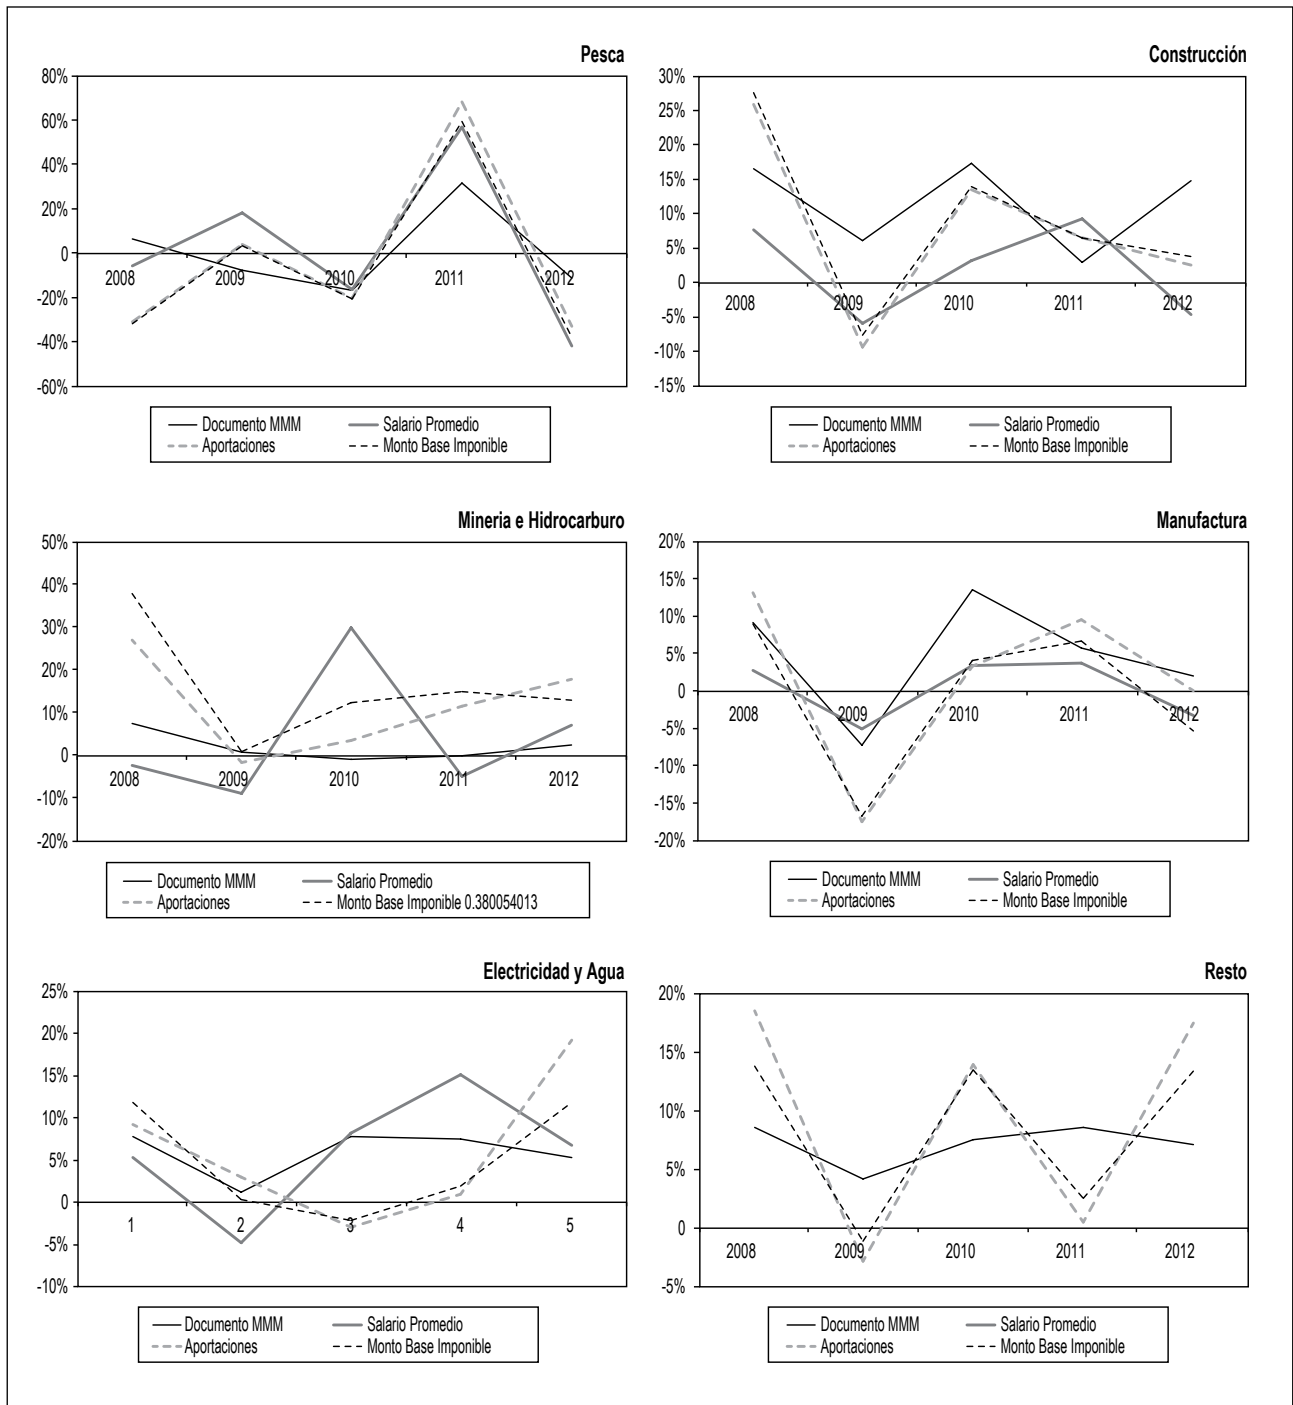 Pesca
80%
60%
40%
20%
0
-20%
-40%
-60%
2008 2009 2010 2011 2012
Documento MMM Salario Promedio
Aportaciones Monto Base Imponible
Construcción
30%
25%
20%
15%
10%
5%
0
-5%
-10%
-15%
2008 2009 2010 2011 2012
Documento MMM Salario Promedio
Aportaciones Monto Base Imponible
Mineria e Hidrocarburo
50%
40%
30%
20%
10%
0
-10%
-20%
2008 2009 2010 2011 2012
Documento MMM Salario Promedio
Aportaciones Monto Base Imponible 0.380054013
Manufactura
20%
15%
10%
5%
0
-5%
-10%
-15%
-20%
2008 2009 2010 2011 2012
Documento MMM Salario Promedio
Aportaciones Monto Base Imponible
Electricidad y Agua
25%
20%
15%
10%
5%
0
-5%
-10%
1 2 3 4 5
Documento MMM Salario Promedio
Aportaciones Monto Base Imponible
Resto
20%
15%
10%
5%
0
-5%
2008 2009 2010 2011 2012
Documento MMM Salario Promedio
Aportaciones Monto Base Imponible